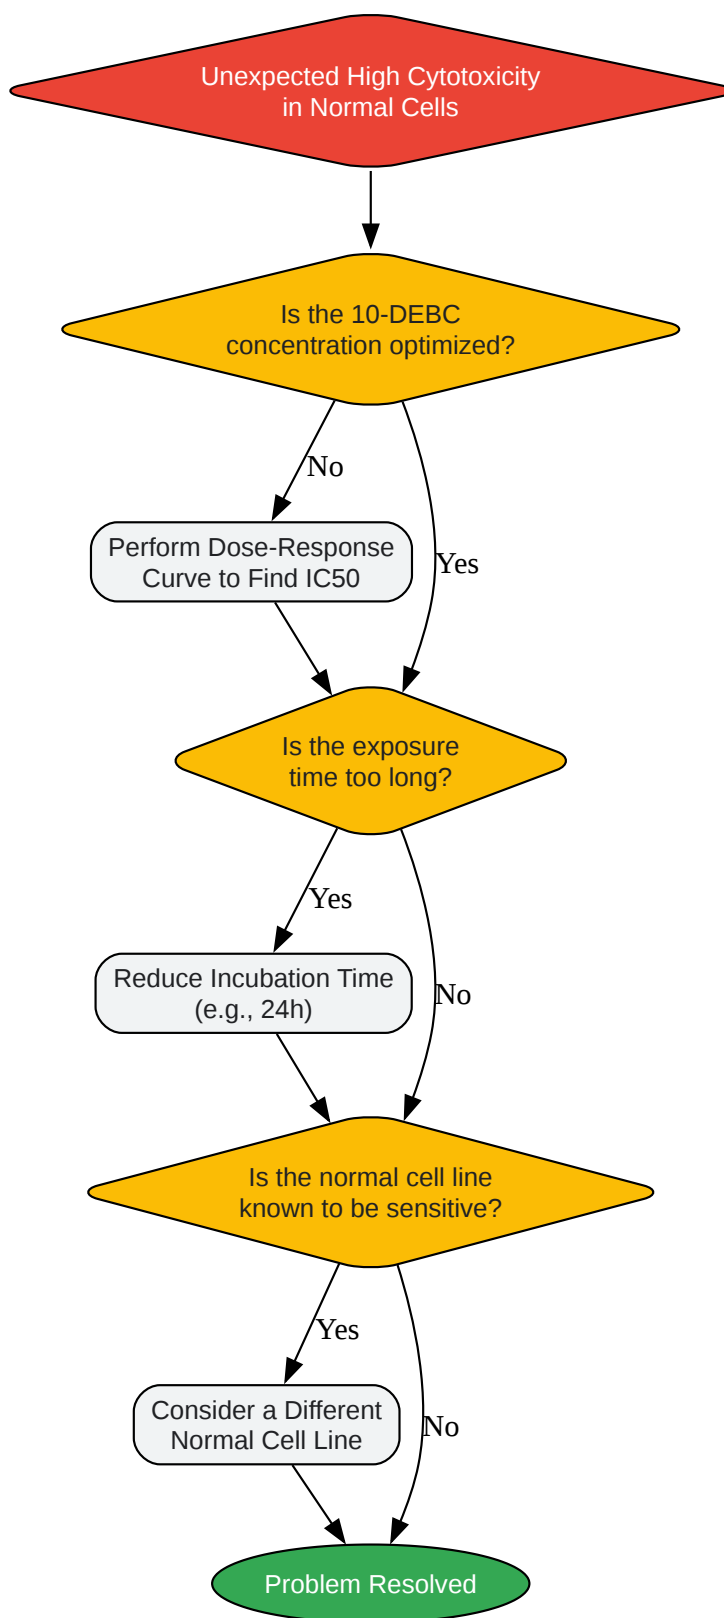 Unexpected High Cytotoxicity
in Normal Cells
Is the 10-DEBC
concentration optimized?
No
Perform Dose-Response
Curve to Find IC50
Yes
Is the exposure
time too long?
Yes
Reduce Incubation Time
(e.g., 24h)
No
Is the normal cell line
known to be sensitive?
Yes
Consider a Different
Normal Cell Line
No
Problem Resolved